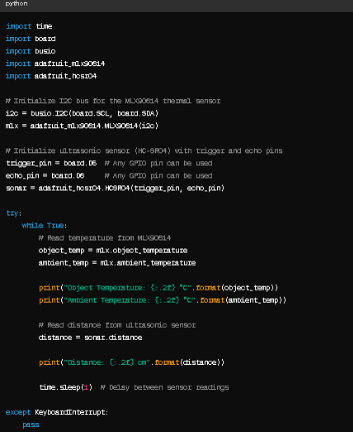 python
import time
import board
import busio
import adafruit_mlx90614
import adafruit_hcsr04
# Initialize I2C bus for the MLX90614 thermal sensor
i2c = busio.I2C(board.SCL, board.SDA)
mlx = adafruit_mlx90614.MLX90614(i2c)
# Initialize ultrasonic sensor (HC-SR04) with trigger and echo pins
trigger_pin = board.D5 # Any GPIO pin can be used
echo_pin = board.D6 # Any GPIO pin can be used
sonar = adafruit_hcsr04.HCSR04(trigger_pin, echo_pin)
try:
while True:
# Read temperature from MLX90614
object_temp = mlx.object_temperature
ambient_temp = mlx.ambient_temperature
print("Object Temperature: {:.2f} °C".format(object_temp))
print("Ambient Temperature: {:.2f} °C".format(ambient_temp))
# Read distance from ultrasonic sensor
distance = sonar.distance
print("Distance: {:.2f} cm".format(distance))
time.sleep(1) # Delay between sensor readings
except KeyboardInterrupt:
pass